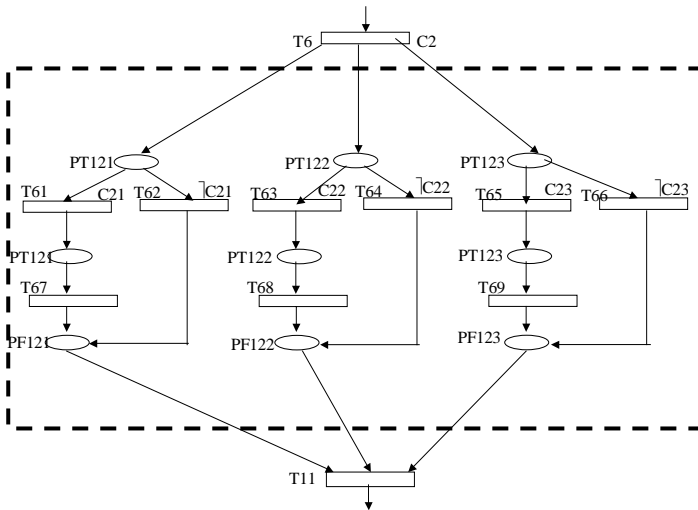 T6 C2
PT121 PT122 PT123
T61 C21 T62 ┐C21 T63 C22 T64 ┐C22 T65 C23 T66 ┐C23
PT121 PT122 PT123
T67 T68 T69
PF121 PF122 PF123
T11